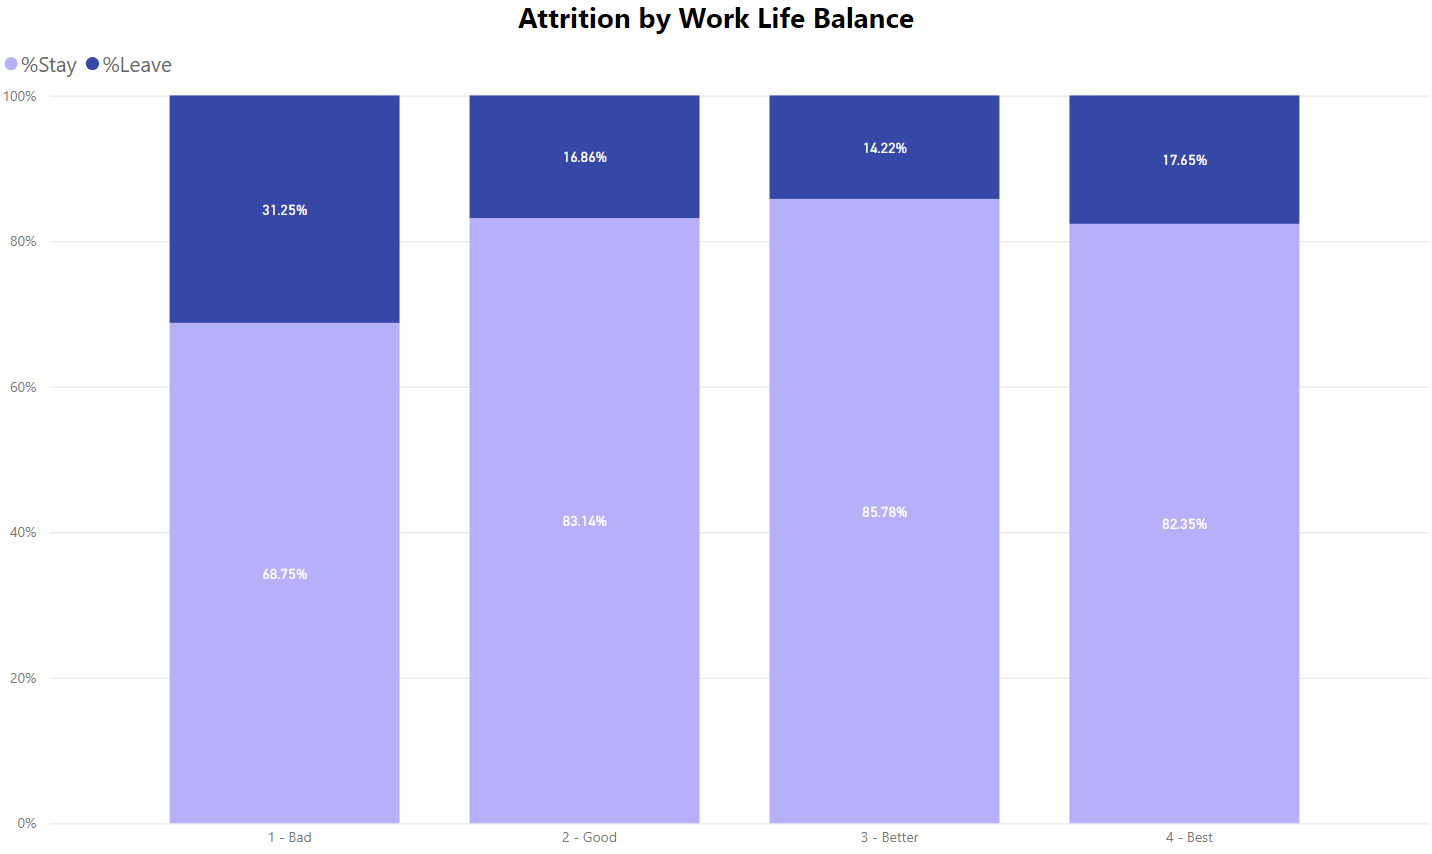 Attrition by Work Life Balance
%Stay %Leave
100%
80%
60%
40%
20%
0%
31.25%
68.75%
16.86%
83.14%
14.22%
85.78%
17.65%
82.35%
1 - Bad
2 - Good
3 - Better
4 - Best